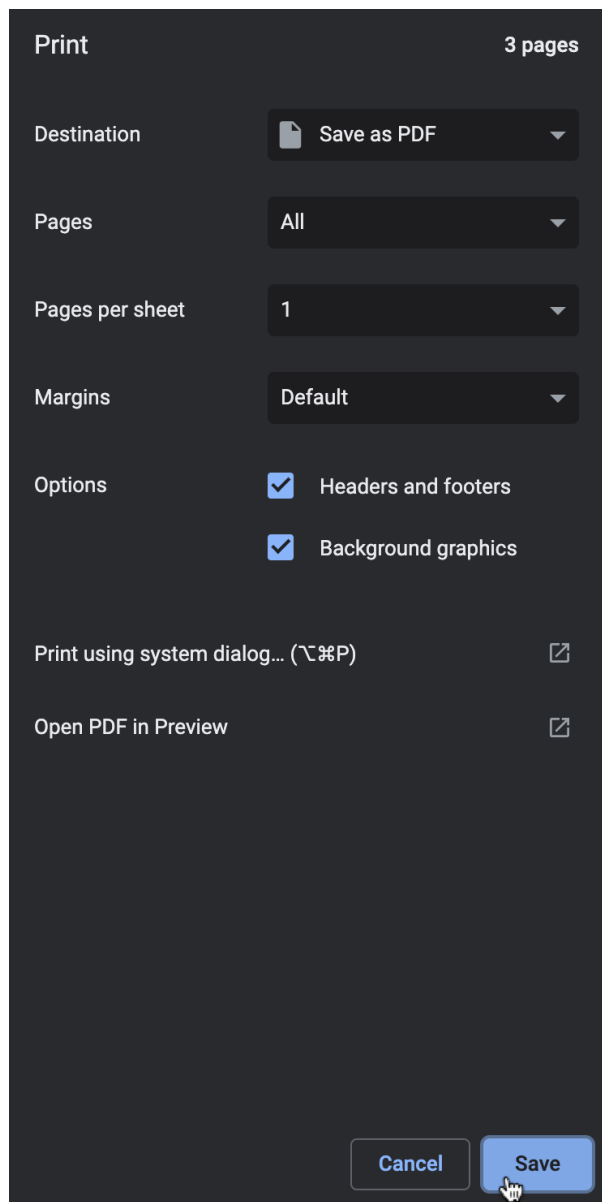 Print 3 pages
Destination Save as PDF
Pages All
Pages per sheet 1
Margins Default
Options Headers and footers
Background graphics
Print using system dialog... (⌥⌘P)
Open PDF in Preview
Cancel Save